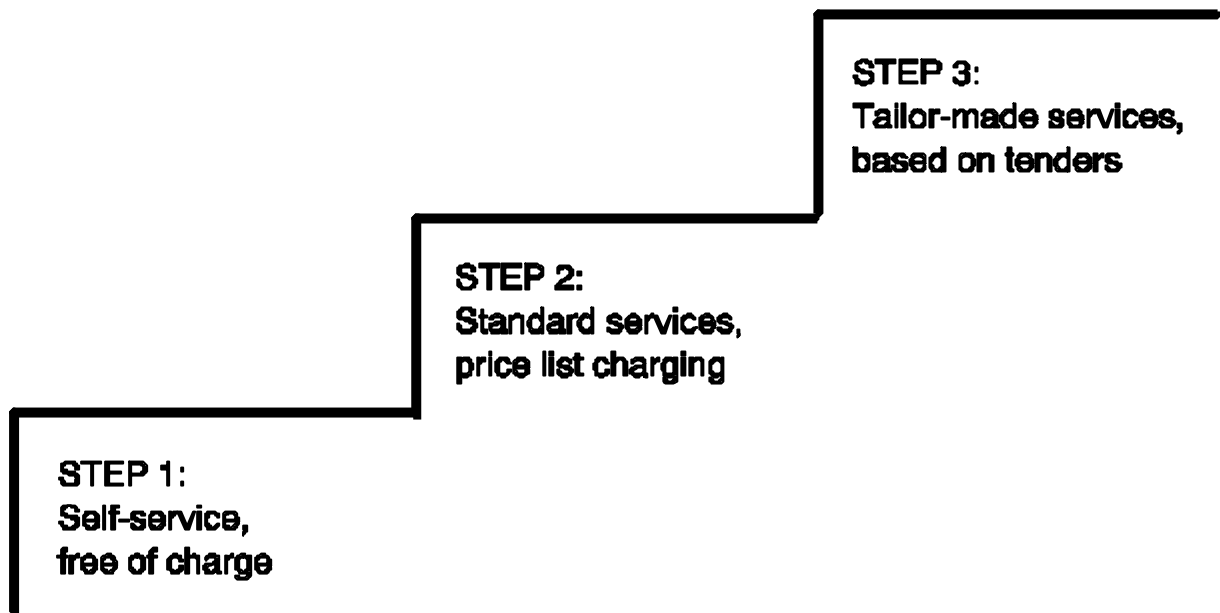 STEP 3:
Tailor-made services,
based on tenders
STEP 2:
Standard services,
price list charging
STEP 1:
Self-service,
free of charge